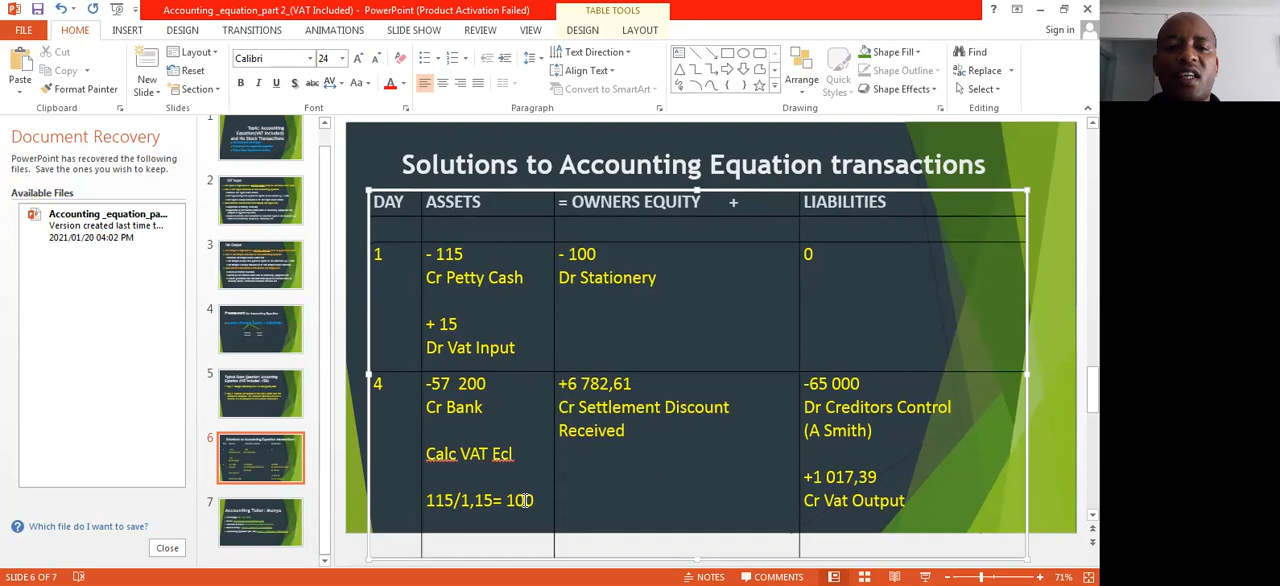 Accounting _equation_part 2_(VAT Included) - PowerPoint (Product Activation Failed)
TABLE TOOLS
FILE HOME INSERT DESIGN TRANSITIONS ANIMATIONS SLIDE SHOW REVIEW VIEW DESIGN LAYOUT Sign in
Paste
Cut
Copy
Format Painter
Clipboard
New
Slide
Layout
Reset
Section
Slides
Calibri 24
Font
Text Direction
Align Text
Convert to SmartArt
Paragraph
Arrange
Quick
Styles
Shape Fill
Shape Outline
Shape Effects
Drawing
Find
Replace
Select
Editing
Document Recovery
PowerPoint has recovered the following
files. Save the ones you wish to keep.
Available Files
Accounting _equation_pa...
Version created last time t...
2021/01/20 04:02 PM
Which file do I want to save?
Close
1
2
3
4
5
6
7
Solutions to Accounting Equation transactions
DAY ASSETS = OWNERS EQUITY + LIABILITIES
1 - 115 - 100 0
Cr Petty Cash Dr Stationery
+ 15
Dr Vat Input
4 -57 200 +6 782,61 -65 000
Cr Bank Cr Settlement Discount Dr Creditors Control
Received (A Smith)
Calc VAT Ecl
+1 017,39
115/1,15= 100 Cr Vat Output
SLIDE 6 OF 7 NOTES COMMENTS 71%